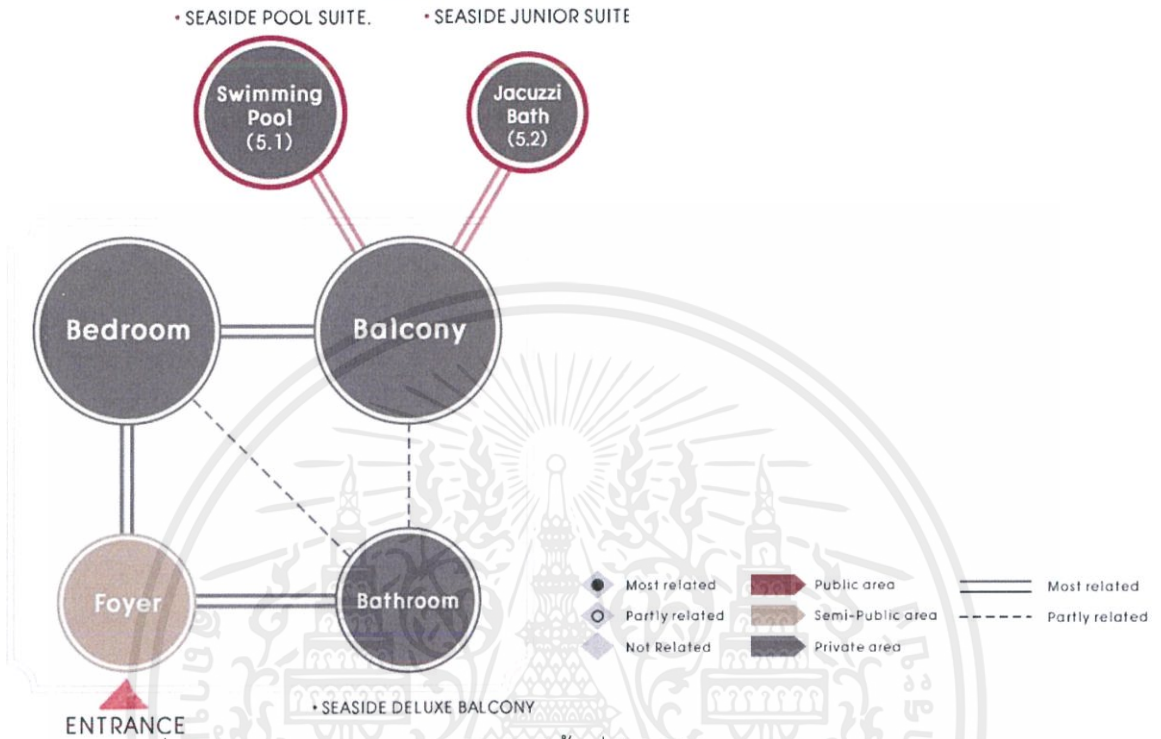 • SEASIDE POOL SUITE.
• SEASIDE JUNIOR SUITE
Swimming
Pool
(5.1)
Jacuzzi
Bath
(5.2)
Bedroom
Balcony
Foyer
Bathroom
Most related
Partly related
Not Related
Public area
Semi-Public area
Private area
Most related
Partly related
ENTRANCE
• SEASIDE DELUXE BALCONY